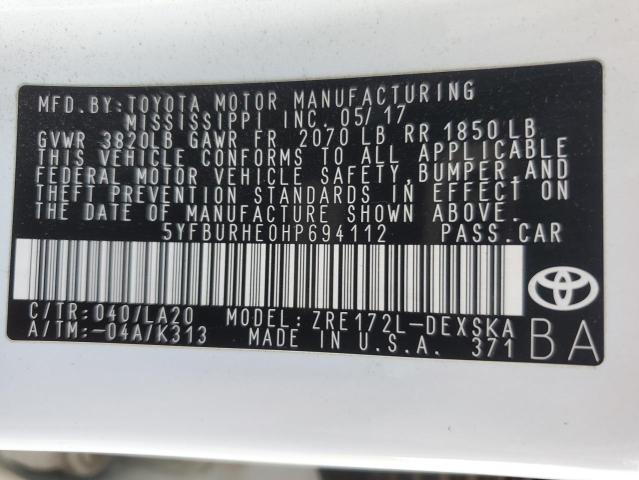 MFD.BY:TOYOTA MOTOR MANUFACTURING
MISSISSIPPI INC.05/17
GVWR 3820LB GAWR FR 2070 LB RR 1850 LB
THIS VEHICLE CONFORMS TO ALL APPLICABLE
FEDERAL MOTOR VEHICLE SAFETY,BUMPER,AND
THEFT PREVENTION STANDARDS IN EFFECT ON
THE DATE OF MANUFACTURE SHOWN ABOVE.
5YFBURHE0HP694112 PASS.CAR
C/TR:040/LA20 MODEL:ZRE172L-DEXSKA
A/TM:-04A/K313 MADE IN U.S.A. 371
BA